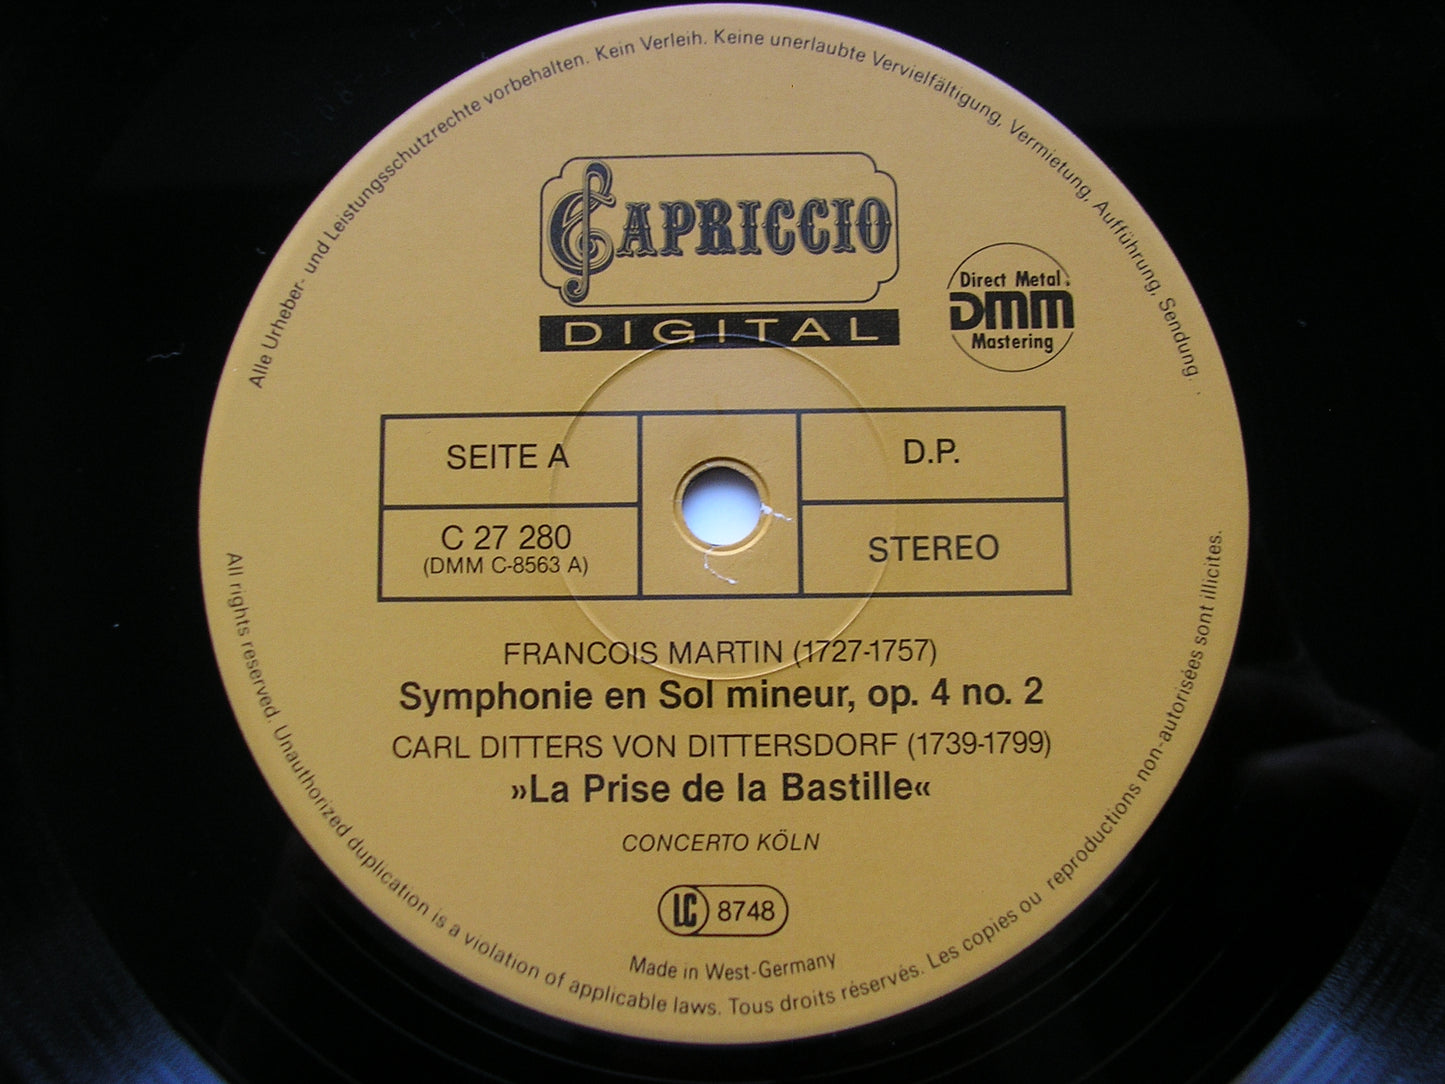 Alle Urheber- und Leistungsschutzrechte vorbehalten. Kein Verleih. Keine unerlaubte Vervielfältigung, Vermietung, Aufführung, Sendung.
CAPRICCIO
DIGITAL
Direct Metal
DMM
Mastering
SEITE A
D.P.
C 27 280
(DMM C-8563 A)
STEREO
FRANCOIS MARTIN (1727-1757)
Symphonie en Sol mineur, op. 4 no. 2
CARL DITTERS VON DITTERSDORF (1739-1799)
»La Prise de la Bastille«
CONCERTO KÖLN
LC 8748
Made in West-Germany
All rights reserved. Unauthorized duplication is a violation of applicable laws. Tous droits réservés. Les copies ou reproductions non-autorisées sont illicites.